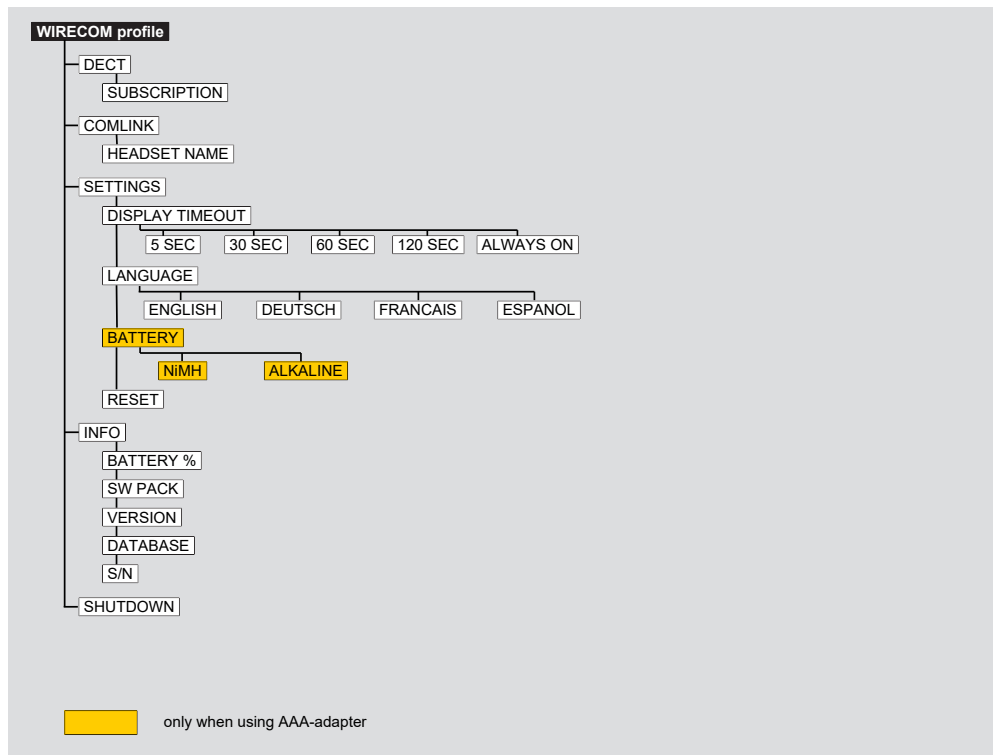 WIRECOM profile
DECT
SUBSCRIPTION
COMLINK
HEADSET NAME
SETTINGS
DISPLAY TIMEOUT
5 SEC 30 SEC 60 SEC 120 SEC ALWAYS ON
LANGUAGE
ENGLISH DEUTSCH FRANCAIS ESPANOL
BATTERY
NiMH ALKALINE
RESET
INFO
BATTERY %
SW PACK
VERSION
DATABASE
S/N
SHUTDOWN
only when using AAA-adapter